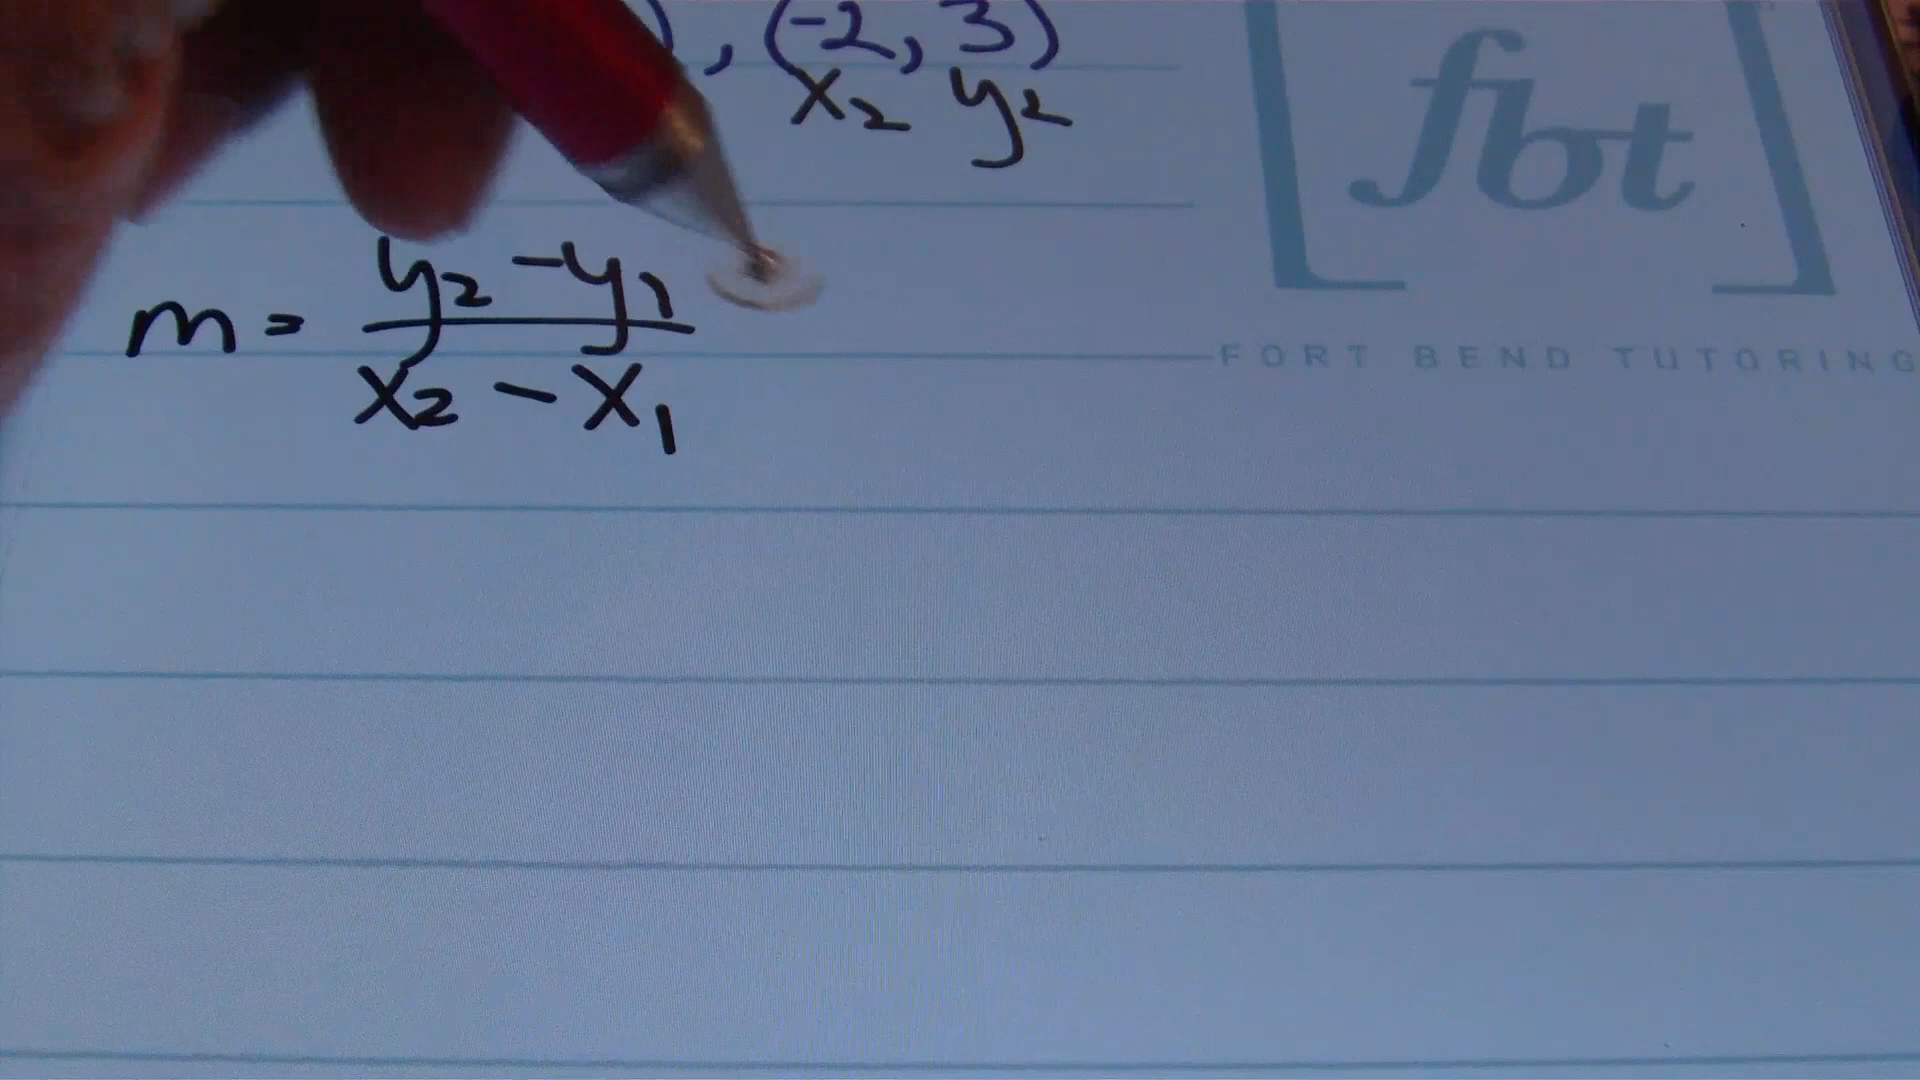 ), (-2, 3)
x₂ y₂
fbt
FORT BEND TUTORING
m = y₂ - y₁
x₂ - x₁